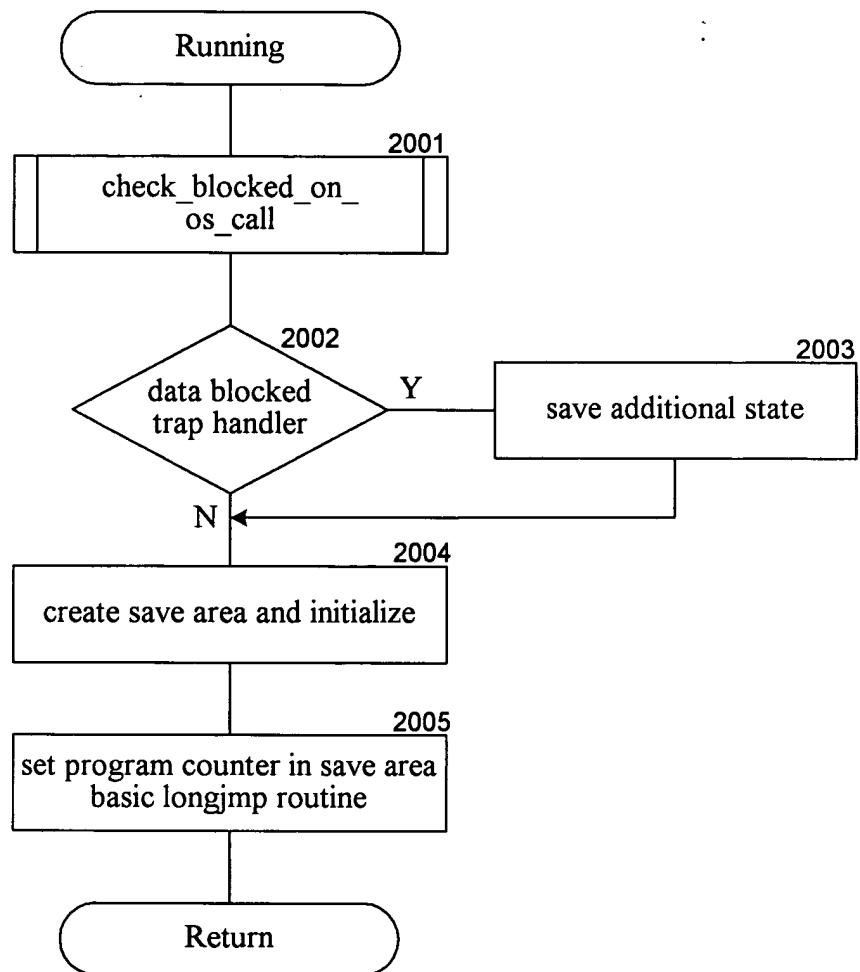 Running
2001
check_blocked_on_
os_call
2002
data blocked
trap handler
Y
2003
save additional state
N
2004
create save area and initialize
2005
set program counter in save area
basic longjmp routine
Return